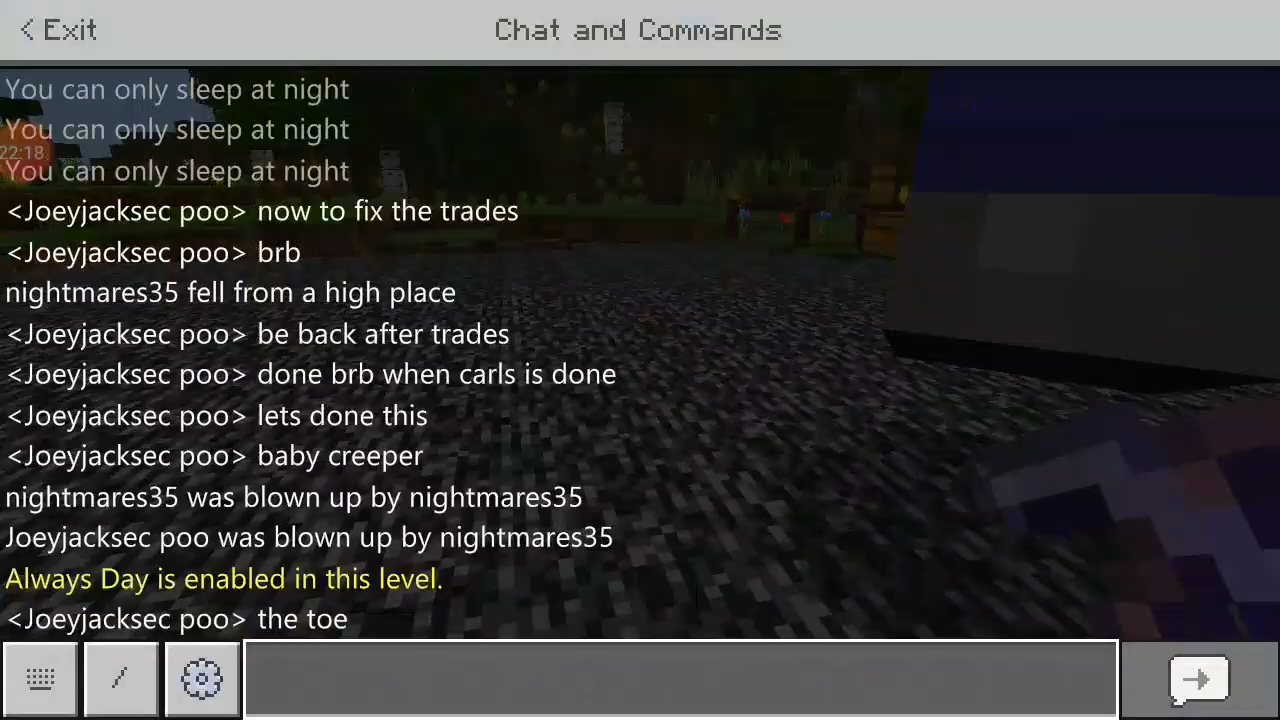 < Exit
Chat and Commands
You can only sleep at night
You can only sleep at night
22:18
You can only sleep at night
<Joeyjacksec poo> now to fix the trades
<Joeyjacksec poo> brb
nightmares35 fell from a high place
<Joeyjacksec poo> be back after trades
<Joeyjacksec poo> done brb when carls is done
<Joeyjacksec poo> lets done this
<Joeyjacksec poo> baby creeper
nightmares35 was blown up by nightmares35
Joeyjacksec poo was blown up by nightmares35
Always Day is enabled in this level.
<Joeyjacksec poo> the toe
/